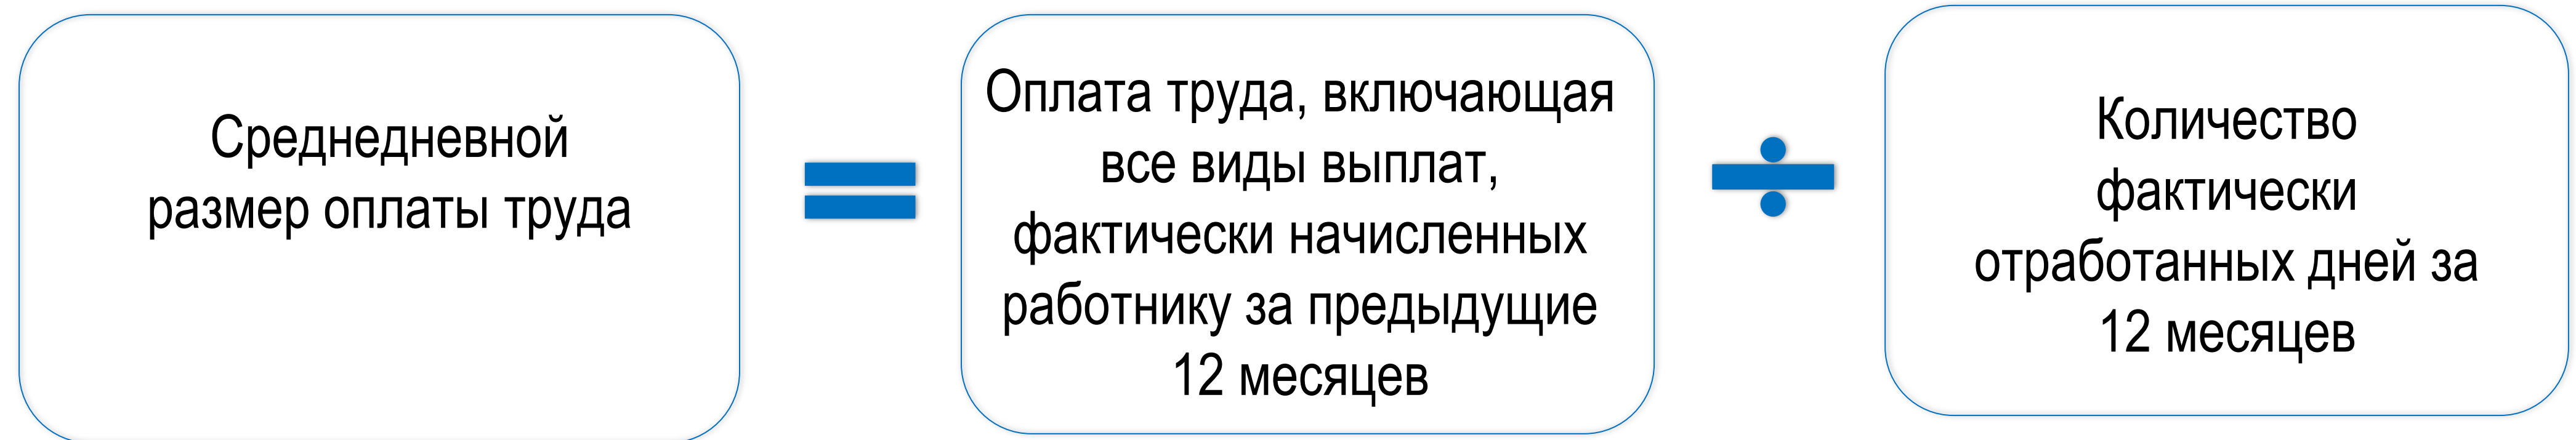 Среднедневной
размер оплаты труда
=
Оплата труда, включающая
все виды выплат,
фактически начисленных
работнику за предыдущие
12 месяцев
÷
Количество
фактически
отработанных дней за
12 месяцев